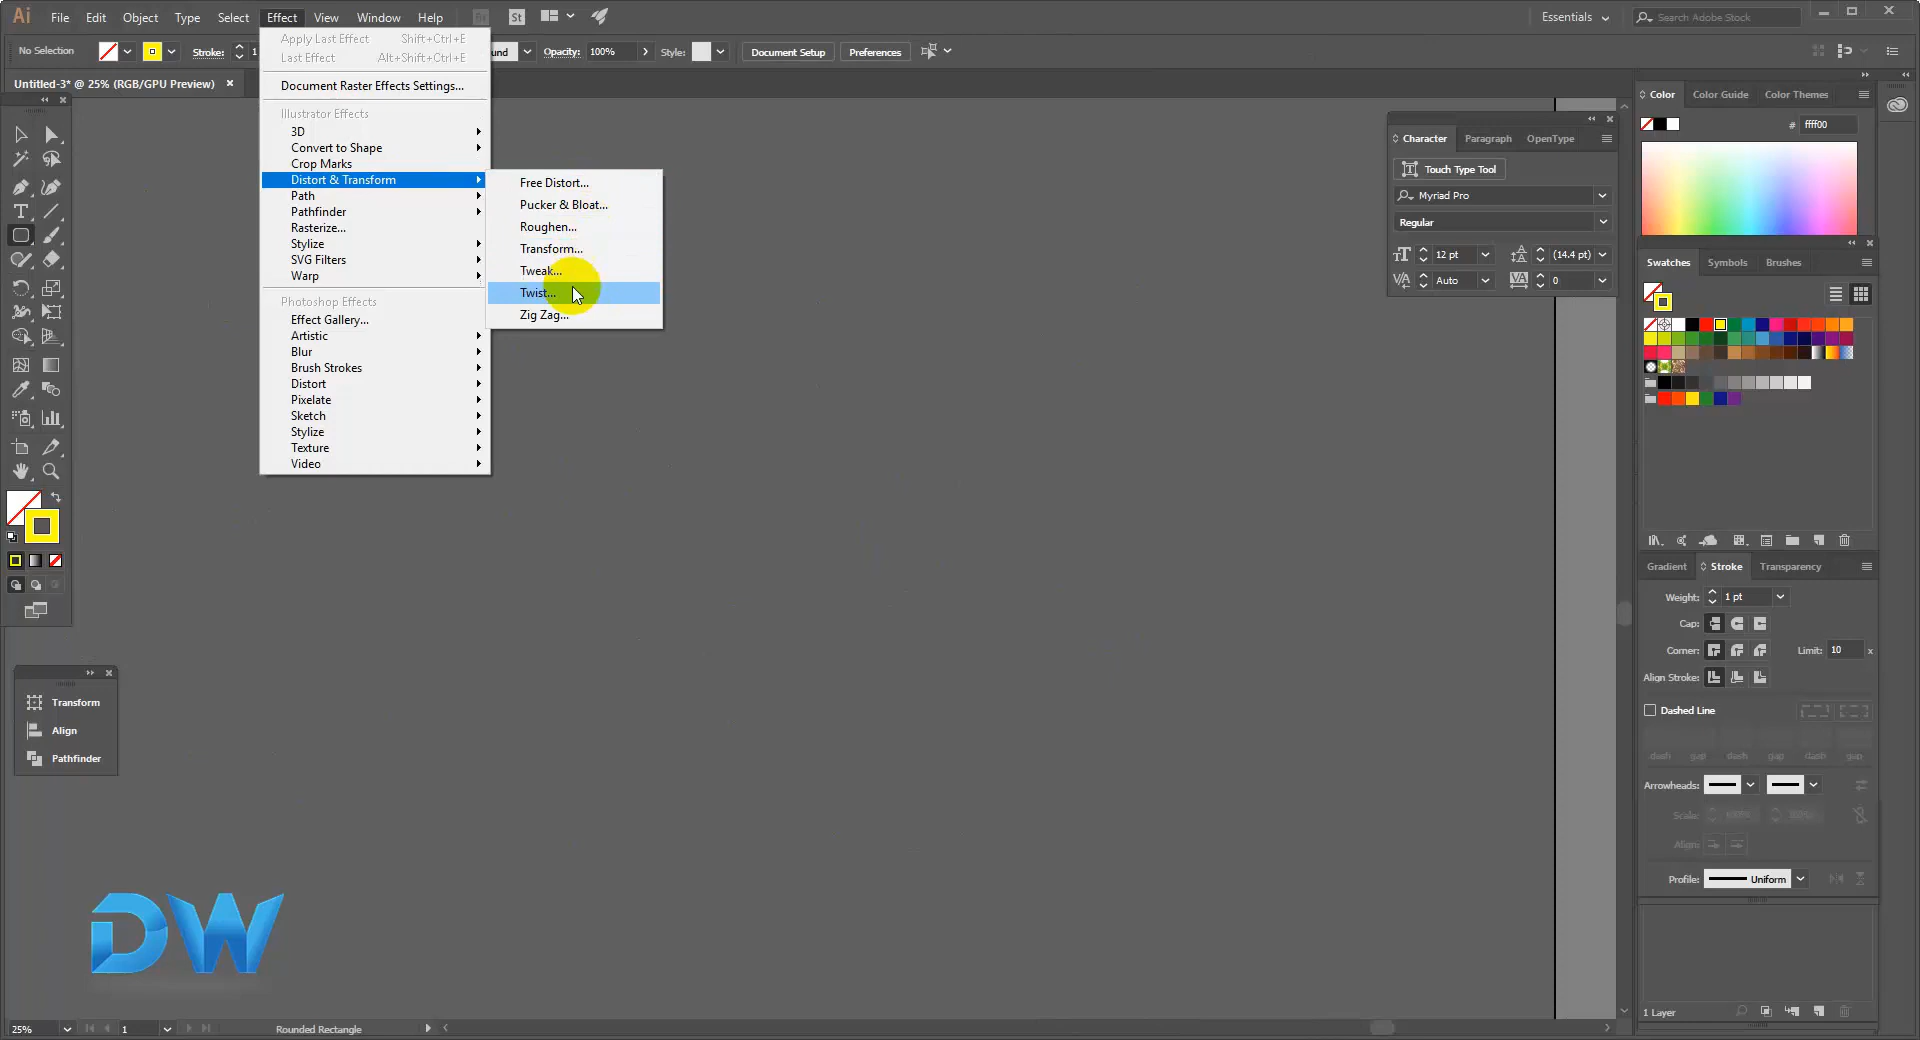 Ai File Edit Object Type Select Effect View Window Help Br St Essentials Search Adobe Stock
No Selection Stroke: 1 Opacity: 100% Style: Document Setup Preferences
Untitled-3* @ 25% (RGB/GPU Preview)
Apply Last Effect Shift+Ctrl+E
Last Effect Alt+Shift+Ctrl+E
Document Raster Effects Settings...
Illustrator Effects
3D
Convert to Shape
Crop Marks
Distort & Transform
Path
Pathfinder
Rasterize...
Stylize
SVG Filters
Warp
Photoshop Effects
Effect Gallery...
Artistic
Blur
Brush Strokes
Distort
Pixelate
Sketch
Stylize
Texture
Video
Free Distort...
Pucker & Bloat...
Roughen...
Transform...
Tweak...
Twist...
Zig Zag...
Character Paragraph OpenType
Touch Type Tool
Myriad Pro
Regular
12 pt (14.4 pt)
Auto 0
Color Color Guide Color Themes
# ffff00
Swatches Symbols Brushes
Gradient Stroke Transparency
Weight: 1 pt
Cap:
Corner: Limit: 10 x
Align Stroke:
Dashed Line
dash gap dash gap dash gap
Arrowheads:
Scale: 100% 100%
Align:
Profile: Uniform
1 Layer
Transform
Align
Pathfinder
DW
25% 1 Rounded Rectangle